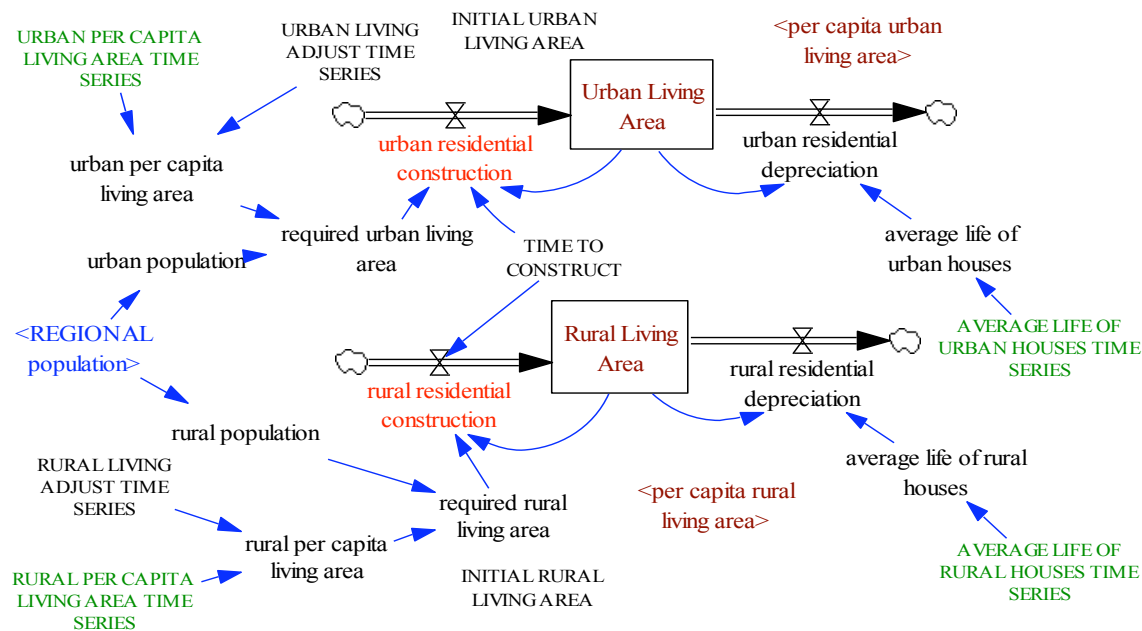 URBAN PER CAPITA
LIVING AREA TIME
SERIES
URBAN LIVING
ADJUST TIME
SERIES
INITIAL URBAN
LIVING AREA
<per capita urban
living area>
Urban Living
Area
urban residential
construction
urban residential
depreciation
urban per capita
living area
required urban living
area
urban population
TIME TO
CONSTRUCT
average life of
urban houses
<REGIONAL
population>
Rural Living
Area
AVERAGE LIFE OF
URBAN HOUSES TIME
SERIES
rural residential
construction
rural residential
depreciation
rural population
RURAL LIVING
ADJUST TIME
SERIES
average life of rural
houses
required rural
living area
<per capita rural
living area>
rural per capita
living area
RURAL PER CAPITA
LIVING AREA TIME
SERIES
INITIAL RURAL
LIVING AREA
AVERAGE LIFE OF
RURAL HOUSES TIME
SERIES